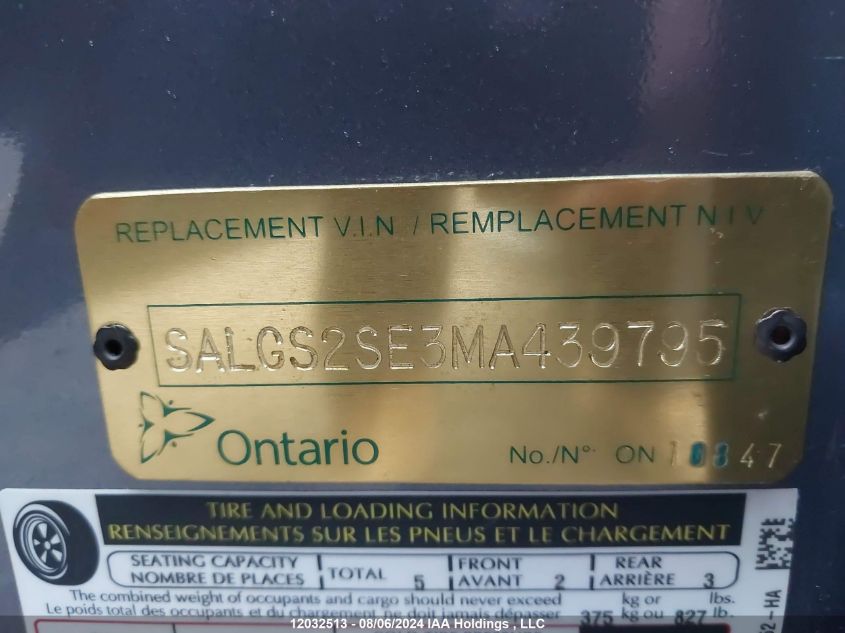 REPLACEMENT V.I.N / REMPLACEMENT N I V
SALGS2SE3MA439795
Ontario
No./N° ON
TIRE AND LOADING INFORMATION
RENSEIGNEMENTS SUR LES PNEUS ET LE CHARGEMENT
SEATING CAPACITY
NOMBRE DE PLACES
TOTAL 5
FRONT
AVANT 2
REAR
ARRIÈRE 3
The combined weight of occupants and cargo should never exceed kg or lbs.
Le poids total des occupants et du chargement ne doit jamais dépasser 375 kg ou 827 lb.
2-HA
12032513 - 08/06/2024 IAA Holdings , LLC